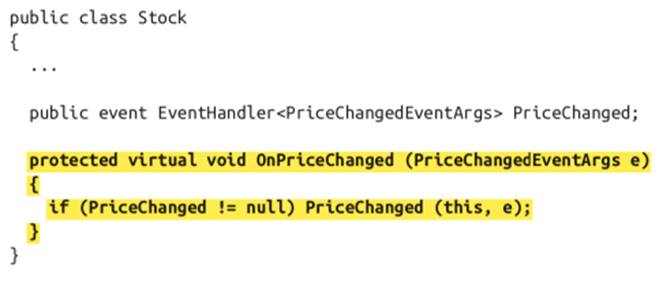 public class Stock
{
...
public event EventHandler<PriceChangedEventArgs> PriceChanged;
protected virtual void OnPriceChanged (PriceChangedEventArgs e)
{
if (PriceChanged != null) PriceChanged (this, e);
}
}